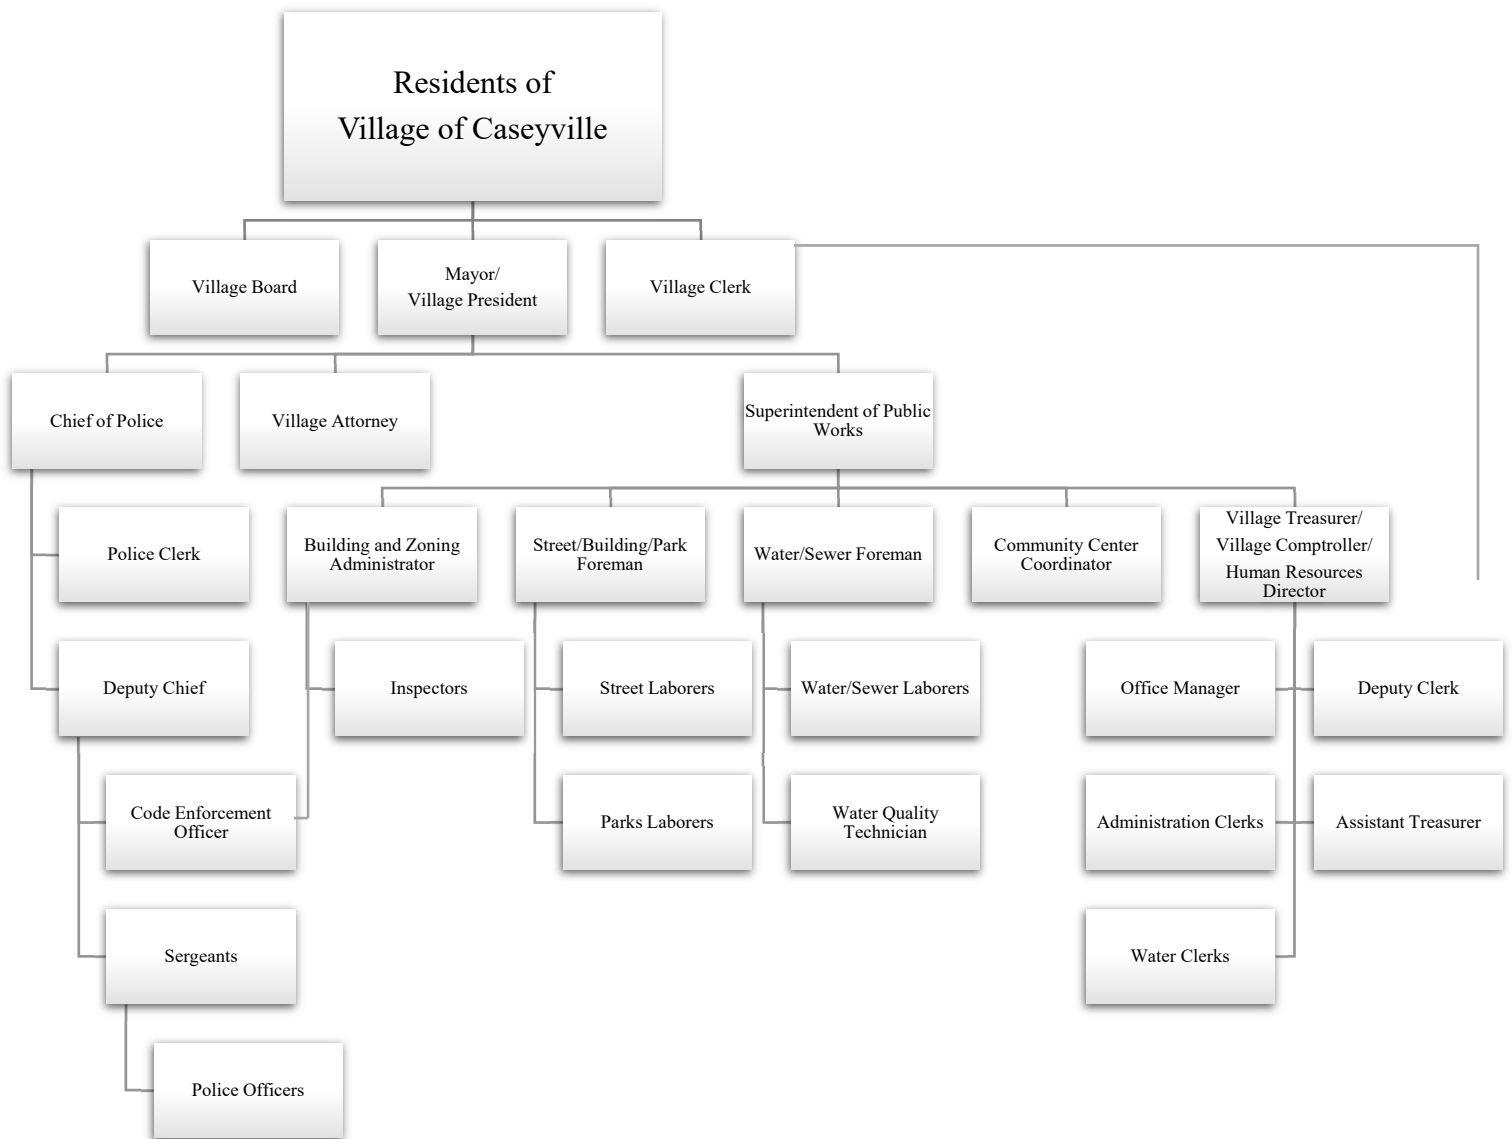 Residents of
Village of Caseyville
Village Board
Mayor/
Village President
Village Clerk
Chief of Police
Village Attorney
Superintendent of Public
Works
Police Clerk
Building and Zoning
Administrator
Street/Building/Park
Foreman
Water/Sewer Foreman
Community Center
Coordinator
Village Treasurer/
Village Comptroller/
Human Resources
Director
Deputy Chief
Inspectors
Street Laborers
Water/Sewer Laborers
Office Manager
Deputy Clerk
Code Enforcement
Officer
Parks Laborers
Water Quality
Technician
Administration Clerks
Assistant Treasurer
Sergeants
Water Clerks
Police Officers